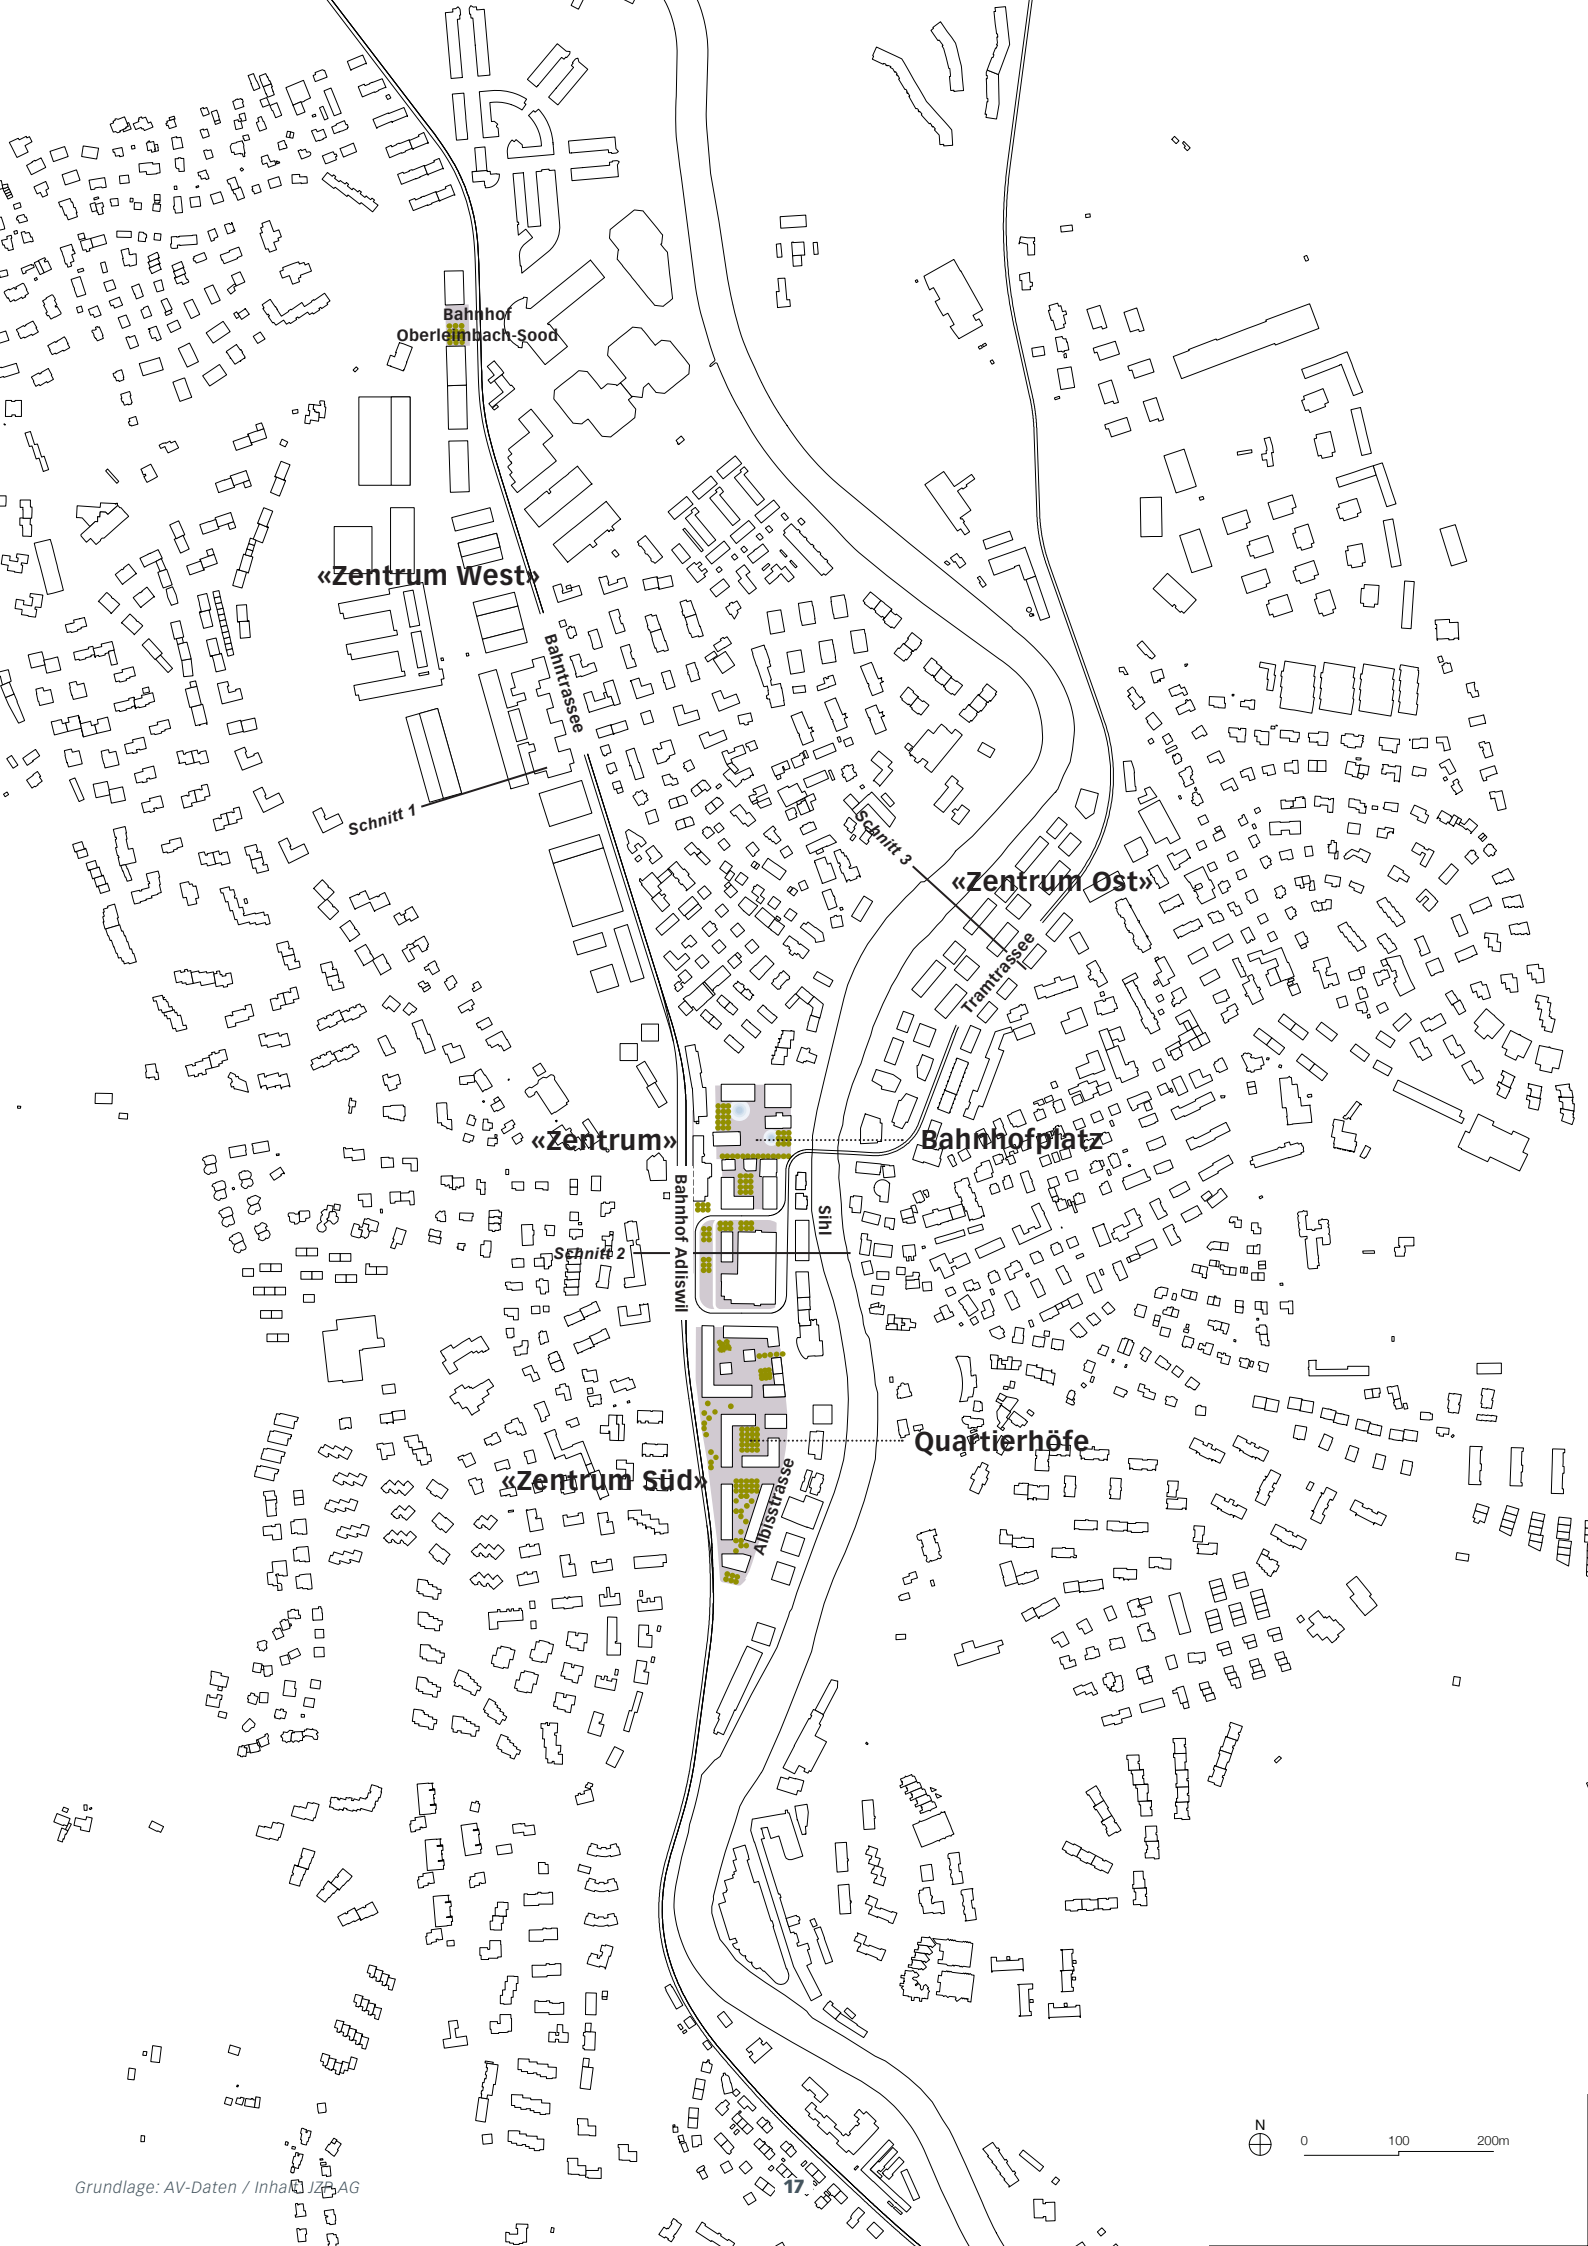 Bahnhof
Oberleimbach-Sood
«Zentrum West»
Bahntrassee
Schnitt 1
Schnitt 3
«Zentrum Ost»
Tramtrassee
«Zentrum»
Bahnhofplatz
Bahnhof Adliswil
Sihl
Schnitt 2
Quartierhöfe
«Zentrum Süd»
Albisstrasse
N
0 100 200m
Grundlage: AV-Daten / Inhalt: JZP AG
17